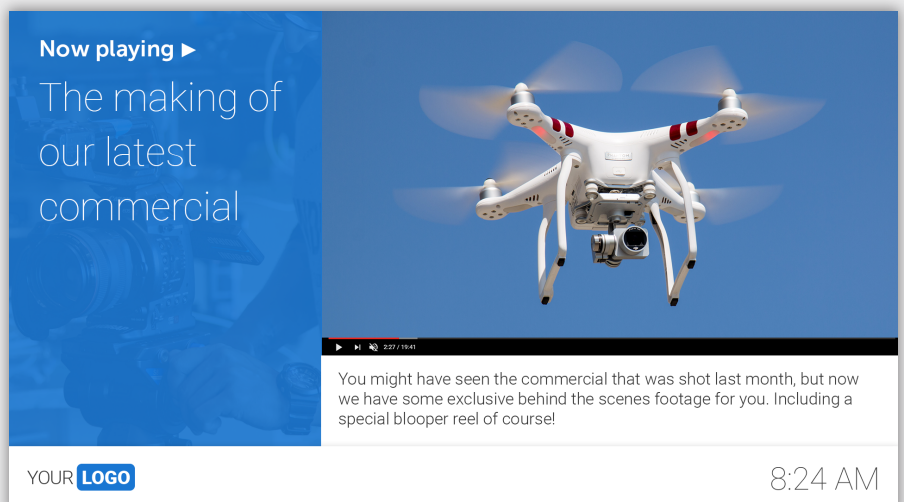 Now playing ▶
The making of
our latest
commercial
2:27 / 19:41
You might have seen the commercial that was shot last month, but now
we have some exclusive behind the scenes footage for you. Including a
special blooper reel of course!
YOUR LOGO
8:24 AM